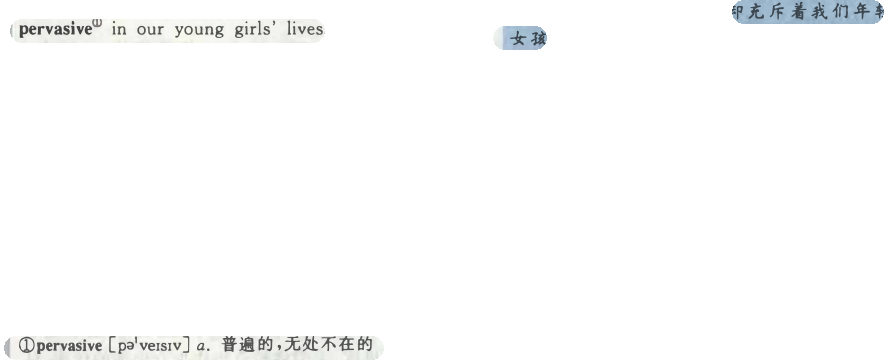 pervasive① in our young girls' lives
充斥着我们年
女孩
①pervasive [pə'veɪsɪv] a. 普遍的,无处不在的